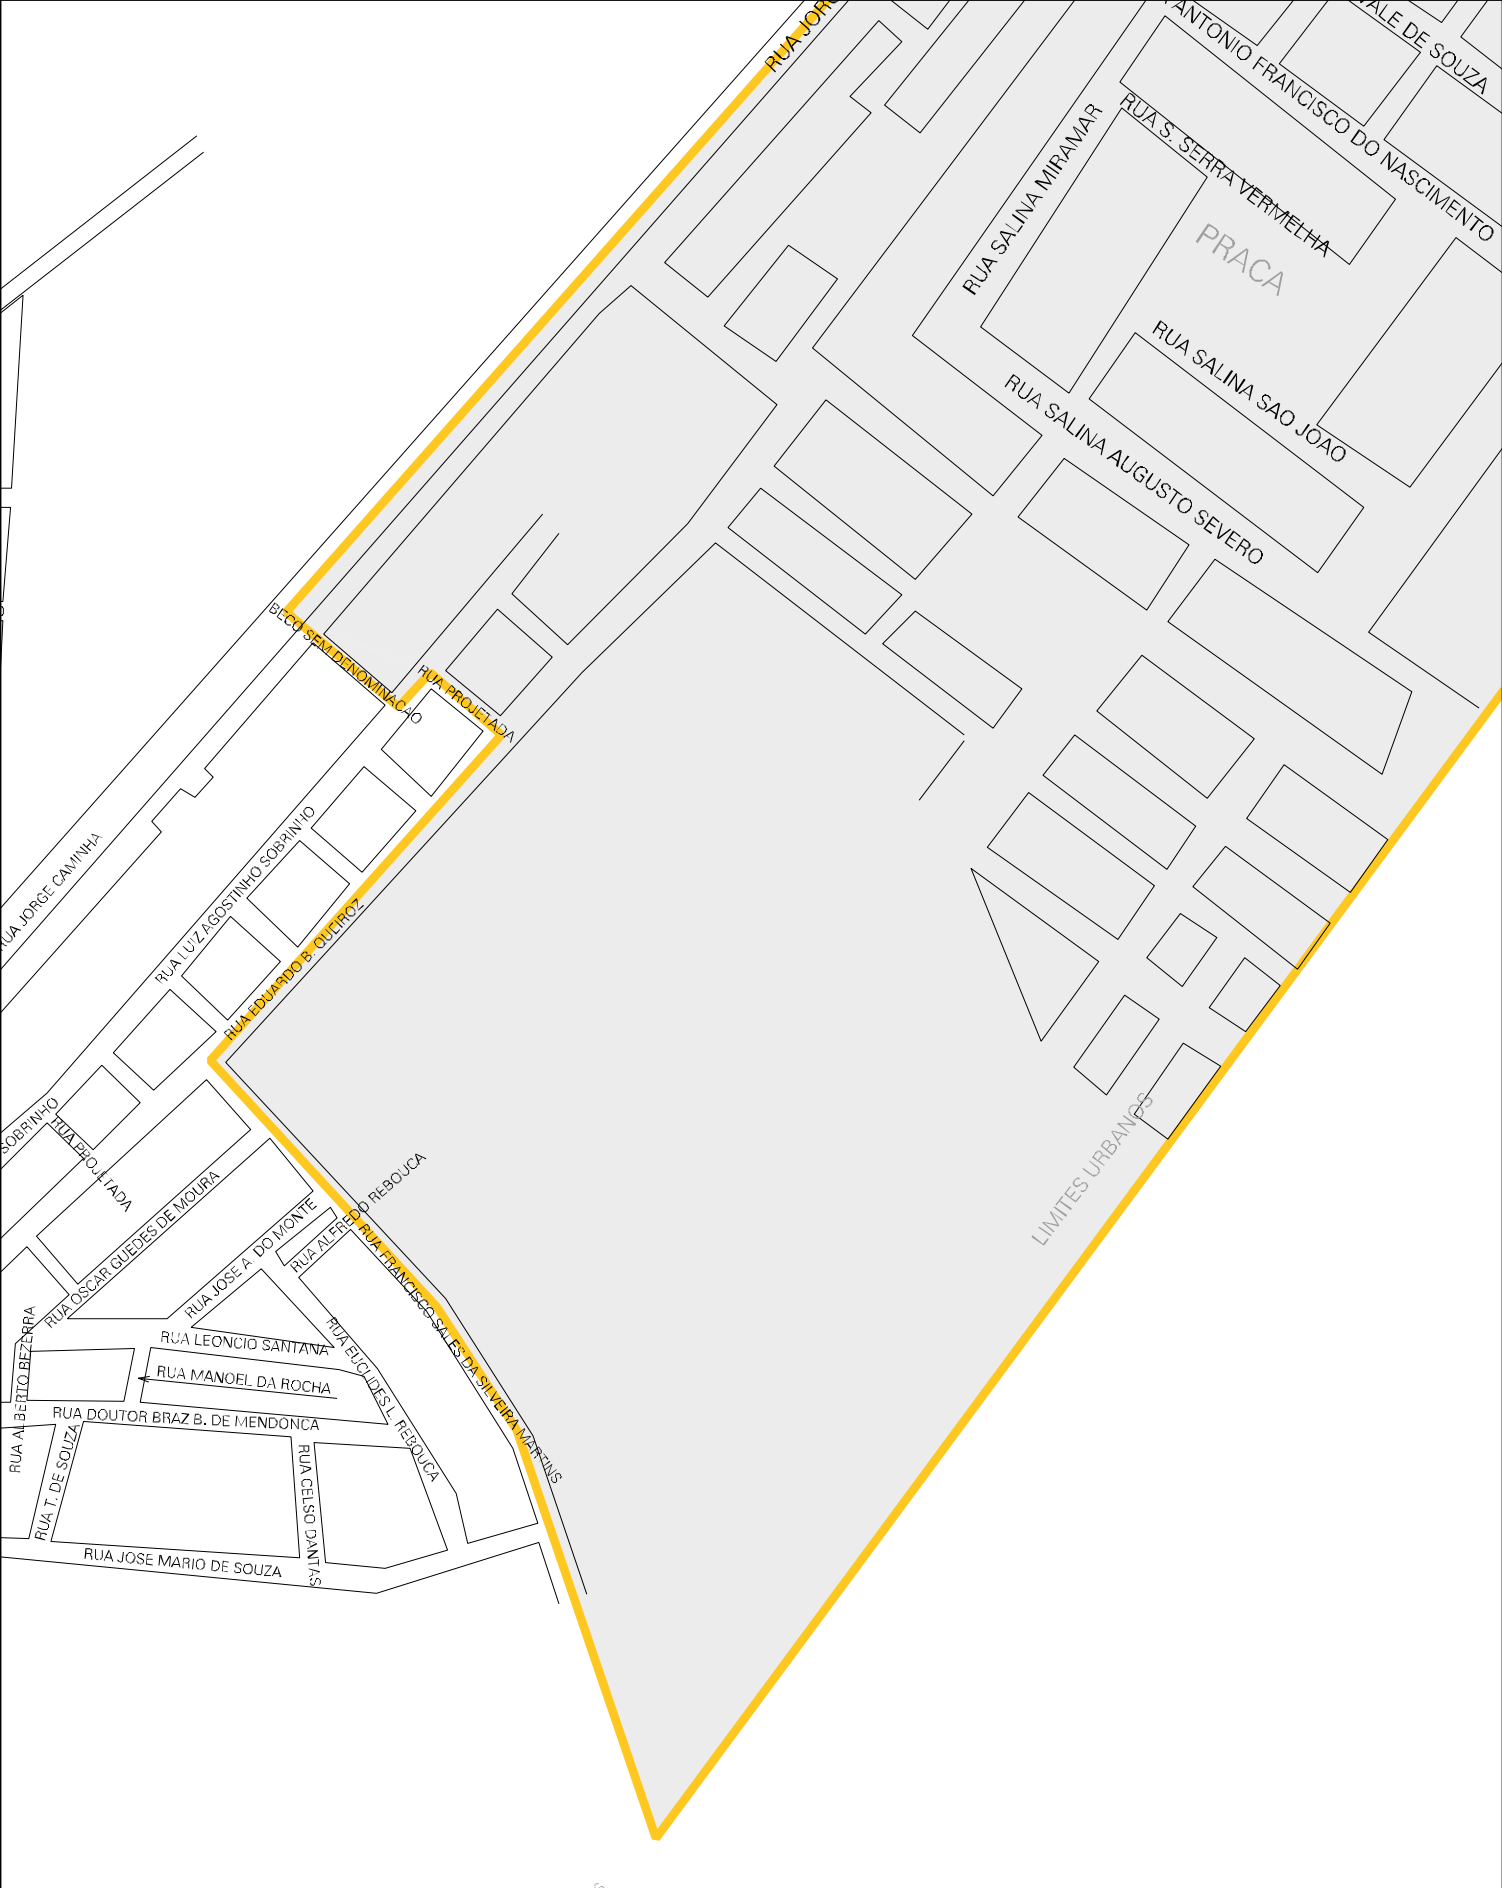 RUA JORG
ANTONIO FRANCISCO DO NASCIMENTO
VALE DE SOUZA
RUA S. SERRA VERMELHA
RUA SALINA MIRAMAR
PRACA
RUA SALINA SAO JOAO
RUA SALINA AUGUSTO SEVERO
BECO SEM DENOMINACAO
RUA PROJETADA
RUA JORGE CAMINHA
RUA LUIZ AGOSTINHO SOBRINHO
RUA EDUARDO B. QUEIROZ
SOBRINHO
RUA PROJETADA
LIMITES URBANOS
RUA OSCAR GUEDES DE MOURA
RUA JOSE A. DO MONTE
RUA ALFREDO REBOUCA
RUA FRANCISCO SALES DA SILVEIRA MARTINS
RUA ALBERTO BEZERRA
RUA LEONCIO SANTANA
RUA EUCLIDES L. REBOUCA
RUA MANOEL DA ROCHA
RUA DOUTOR BRAZ B. DE MENDONCA
RUA T. DE SOUZA
RUA CELSO DANTAS
RUA JOSE MARIO DE SOUZA